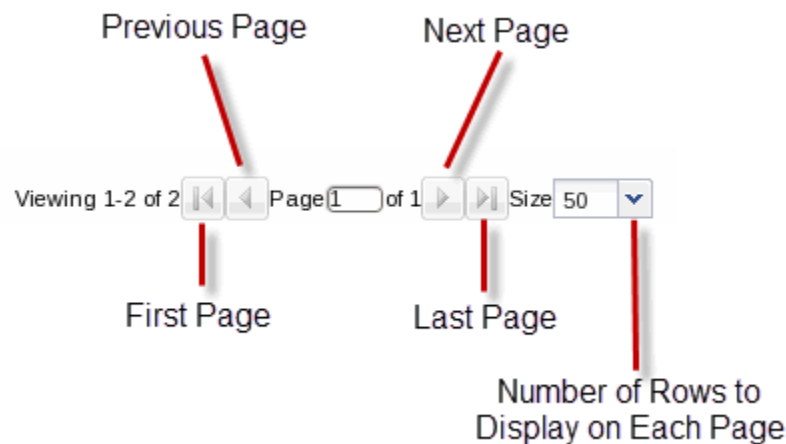 Previous Page
Next Page
Viewing 1-2 of 2 Page 1 of 1 Size 50
First Page
Last Page
Number of Rows to
Display on Each Page